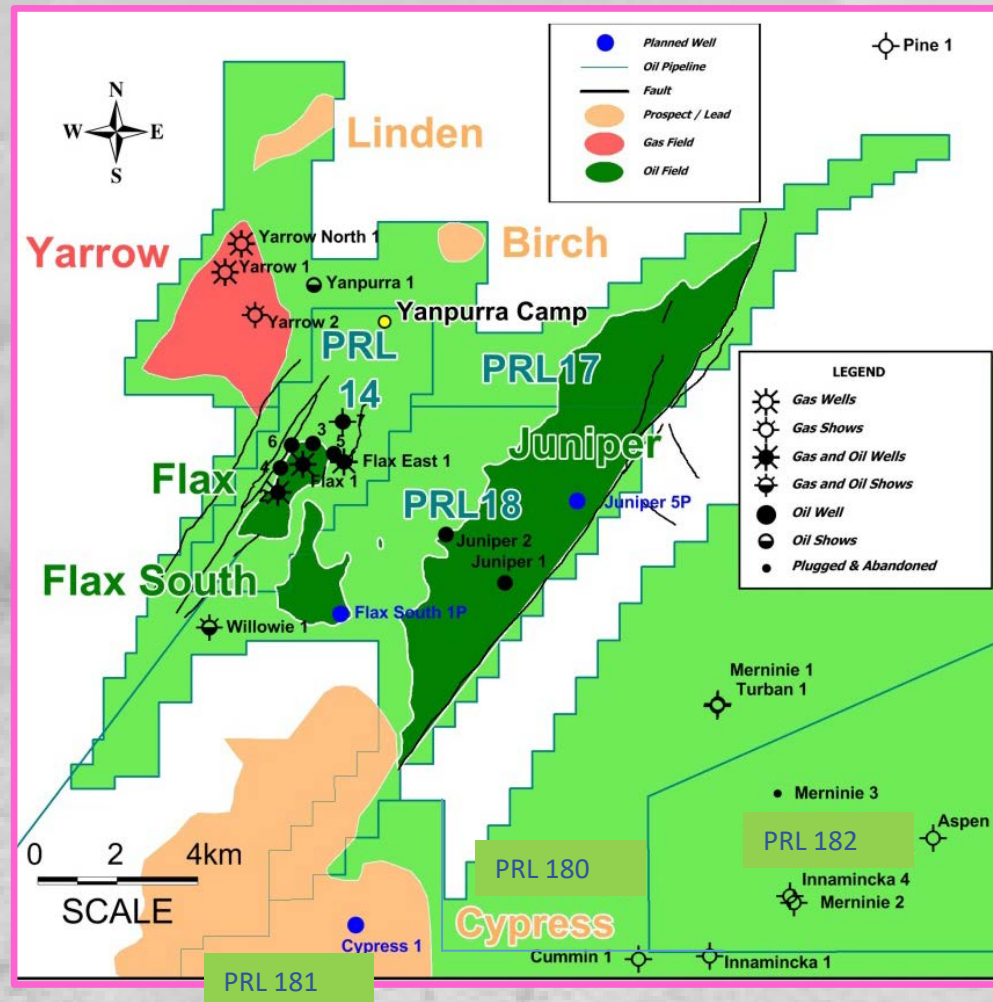 N
W E
S
Planned Well
Oil Pipeline
Fault
Prospect / Lead
Gas Field
Oil Field
Pine 1
Linden
Yarrow
Yarrow North 1
Yarrow 1
Yanpurra 1
Yarrow 2
Birch
Yanpurra Camp
PRL
14
PRL17
LEGEND
Gas Wells
Gas Shows
Gas and Oil Wells
Gas and Oil Shows
Oil Well
Oil Shows
Plugged & Abandoned
7
6
3
5
4
2
Flax East 1
Flax 1
Flax
Juniper
PRL18
Juniper 5P
Juniper 2
Juniper 1
Flax South
Flax South 1P
Willowie 1
Merninie 1
Turban 1
Merninie 3
Aspen
PRL 182
PRL 180
Innamincka 4
Merninie 2
0 2 4km
SCALE
Cypress
Cypress 1
Cummin 1
Innamincka 1
PRL 181